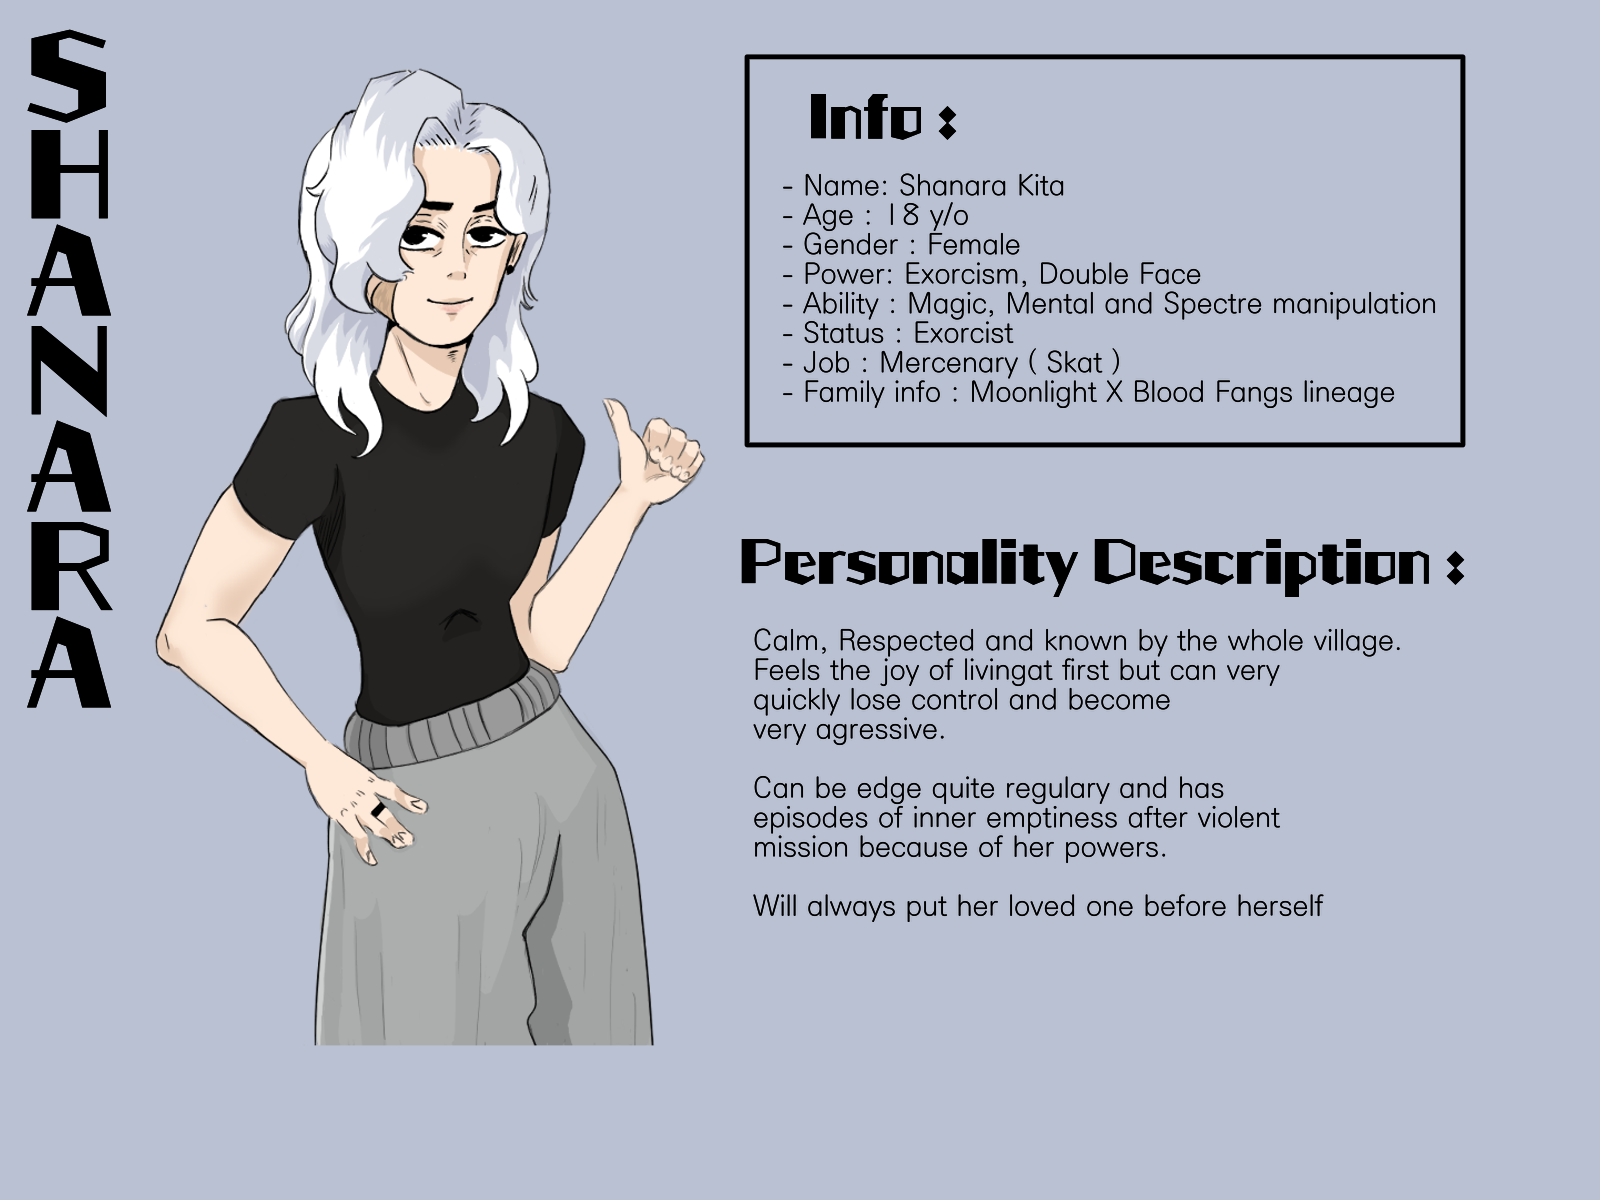 SHANARA
Info :
- Name: Shanara Kita
- Age : 18 y/o
- Gender : Female
- Power: Exorcism, Double Face
- Ability : Magic, Mental and Spectre manipulation
- Status : Exorcist
- Job : Mercenary ( Skat )
- Family info : Moonlight X Blood Fangs lineage
Personality Description :
Calm, Respected and known by the whole village.
Feels the joy of livingat first but can very
quickly lose control and become
very agressive.
Can be edge quite regulary and has
episodes of inner emptiness after violent
mission because of her powers.
Will always put her loved one before herself